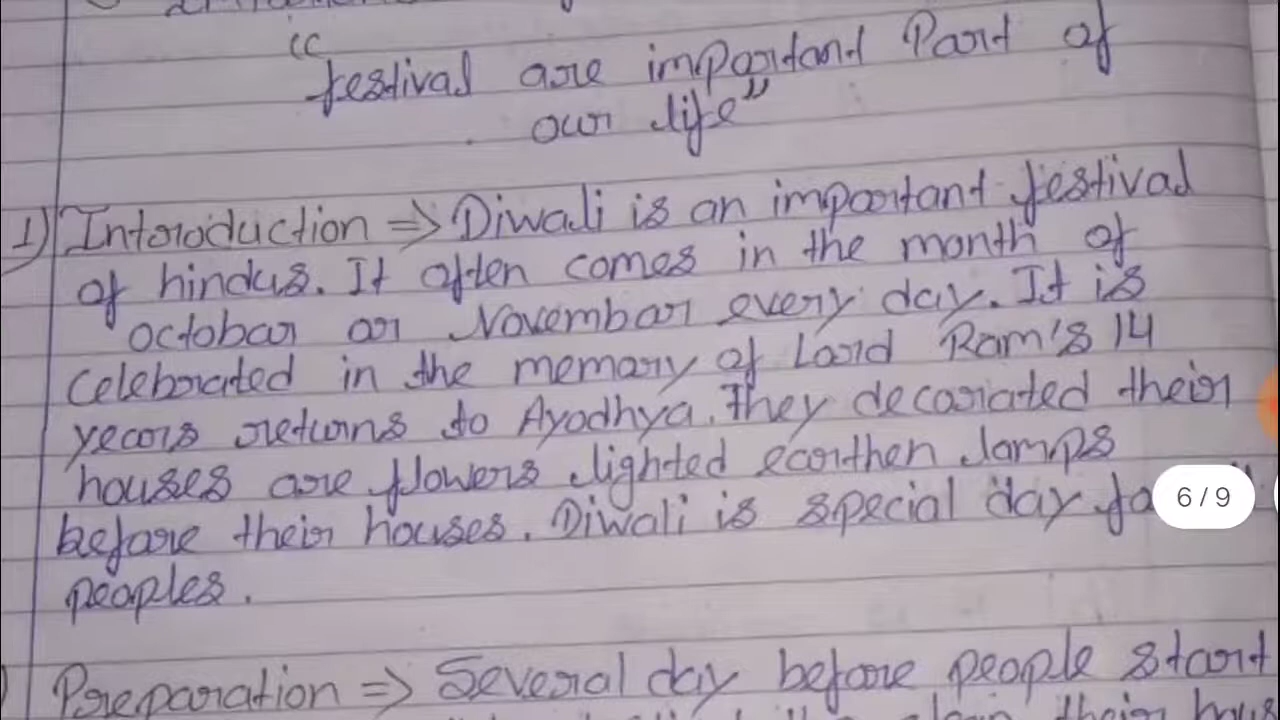 “
festival are important Part of
our life”
1) Introduction => Diwali is an important festival
of hindus. It often comes in the month of
octobar or Novembar every day. It is
celebrated in the memory of Lord Ram's 14
years returns to Ayodhya. They decorated their
houses are flowers lighted earthen lamps
before their houses. Diwali is special day
6/9
peoples.
Preparation => Several day before people start
their